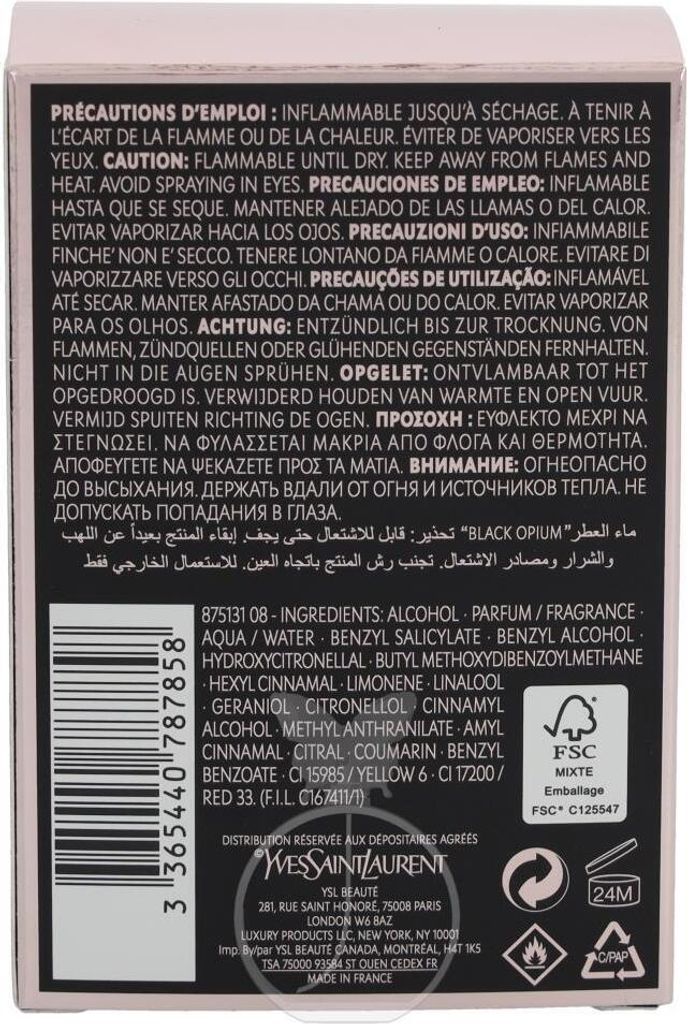 PRÉCAUTIONS D'EMPLOI : INFLAMMABLE JUSQU'À SÉCHAGE. À TENIR À
L'ÉCART DE LA FLAMME OU DE LA CHALEUR. ÉVITER DE VAPORISER VERS LES
YEUX. CAUTION: FLAMMABLE UNTIL DRY. KEEP AWAY FROM FLAMES AND
HEAT. AVOID SPRAYING IN EYES. PRECAUCIONES DE EMPLEO: INFLAMABLE
HASTA QUE SE SEQUE. MANTENER ALEJADO DE LAS LLAMAS O DEL CALOR.
EVITAR VAPORIZAR HACIA LOS OJOS. PRECAUZIONI D'USO: INFIAMMABILE
FINCHE' NON E' SECCO. TENERE LONTANO DA FIAMME O CALORE. EVITARE DI
VAPORIZZARE VERSO GLI OCCHI. PRECAUÇÕES DE UTILIZAÇÃO: INFLAMÁVEL
ATÉ SECAR. MANTER AFASTADO DA CHAMA OU DO CALOR. EVITAR VAPORIZAR
PARA OS OLHOS. ACHTUNG: ENTZÜNDLICH BIS ZUR TROCKNUNG. VON
FLAMMEN, ZÜNDQUELLEN ODER GLÜHENDEN GEGENSTÄNDEN FERNHALTEN.
NICHT IN DIE AUGEN SPRÜHEN. OPGELET: ONTVLAMBAAR TOT HET
OPGEDROOGD IS. VERWIJDERD HOUDEN VAN WARMTE EN OPEN VUUR.
VERMIJD SPUITEN RICHTING DE OGEN. ΠΡΟΣΟΧΗ : ΕΥΦΛΕΚΤΟ ΜΕΧΡΙ ΝΑ
ΣΤΕΓΝΩΣΕΙ. ΝΑ ΦΥΛΑΣΣΕΤΑΙ ΜΑΚΡΙΑ ΑΠΟ ΦΛΟΓΑ ΚΑΙ ΘΕΡΜΟΤΗΤΑ.
ΑΠΟΦΕΥΓΕΤΕ ΝΑ ΨΕΚΑΖΕΤΕ ΠΡΟΣ ΤΑ ΜΑΤΙΑ. ВНИМАНИЕ: ОГНЕОПАСНО
ДО ВЫСЫХАНИЯ. ДЕРЖАТЬ ВДАЛИ ОТ ОГНЯ И ИСТОЧНИКОВ ТЕПЛА. НЕ
ДОПУСКАТЬ ПОПАДАНИЯ В ГЛАЗА.
ماء العطر "BLACK OPIUM" تحذير: قابل للاشتعال حتى يجف. إبقاء المنتج بعيداً عن اللهب
والشرار ومصادر الاشتعال. تجنب رش المنتج باتجاه العين. للاستعمال الخارجي فقط
875131 08 - INGREDIENTS: ALCOHOL · PARFUM / FRAGRANCE ·
AQUA / WATER · BENZYL SALICYLATE · BENZYL ALCOHOL ·
HYDROXYCITRONELLAL · BUTYL METHOXYDIBENZOYLMETHANE
· HEXYL CINNAMAL · LIMONENE · LINALOOL
· GERANIOL · CITRONELLOL · CINNAMYL
ALCOHOL · METHYL ANTHRANILATE · AMYL
CINNAMAL · CITRAL · COUMARIN · BENZYL
BENZOATE · CI 15985 / YELLOW 6 · CI 17200 /
RED 33. (F.I.L. C167411/1)
3 365440 787858
FSC
MIXTE
Emballage
FSC® C125547
DISTRIBUTION RÉSERVÉE AUX DÉPOSITAIRES AGRÉÉS
©YVESSAINTLAURENT
YSL BEAUTÉ
281, RUE SAINT HONORÉ, 75008 PARIS
LONDON W6 8AZ
LUXURY PRODUCTS LLC, NEW YORK, NY 10001
Imp. By/par YSL BEAUTÉ CANADA, MONTRÉAL, H4T 1K5
TSA 75000 93584 ST OUEN CEDEX FR
MADE IN FRANCE
24M
C/PAP